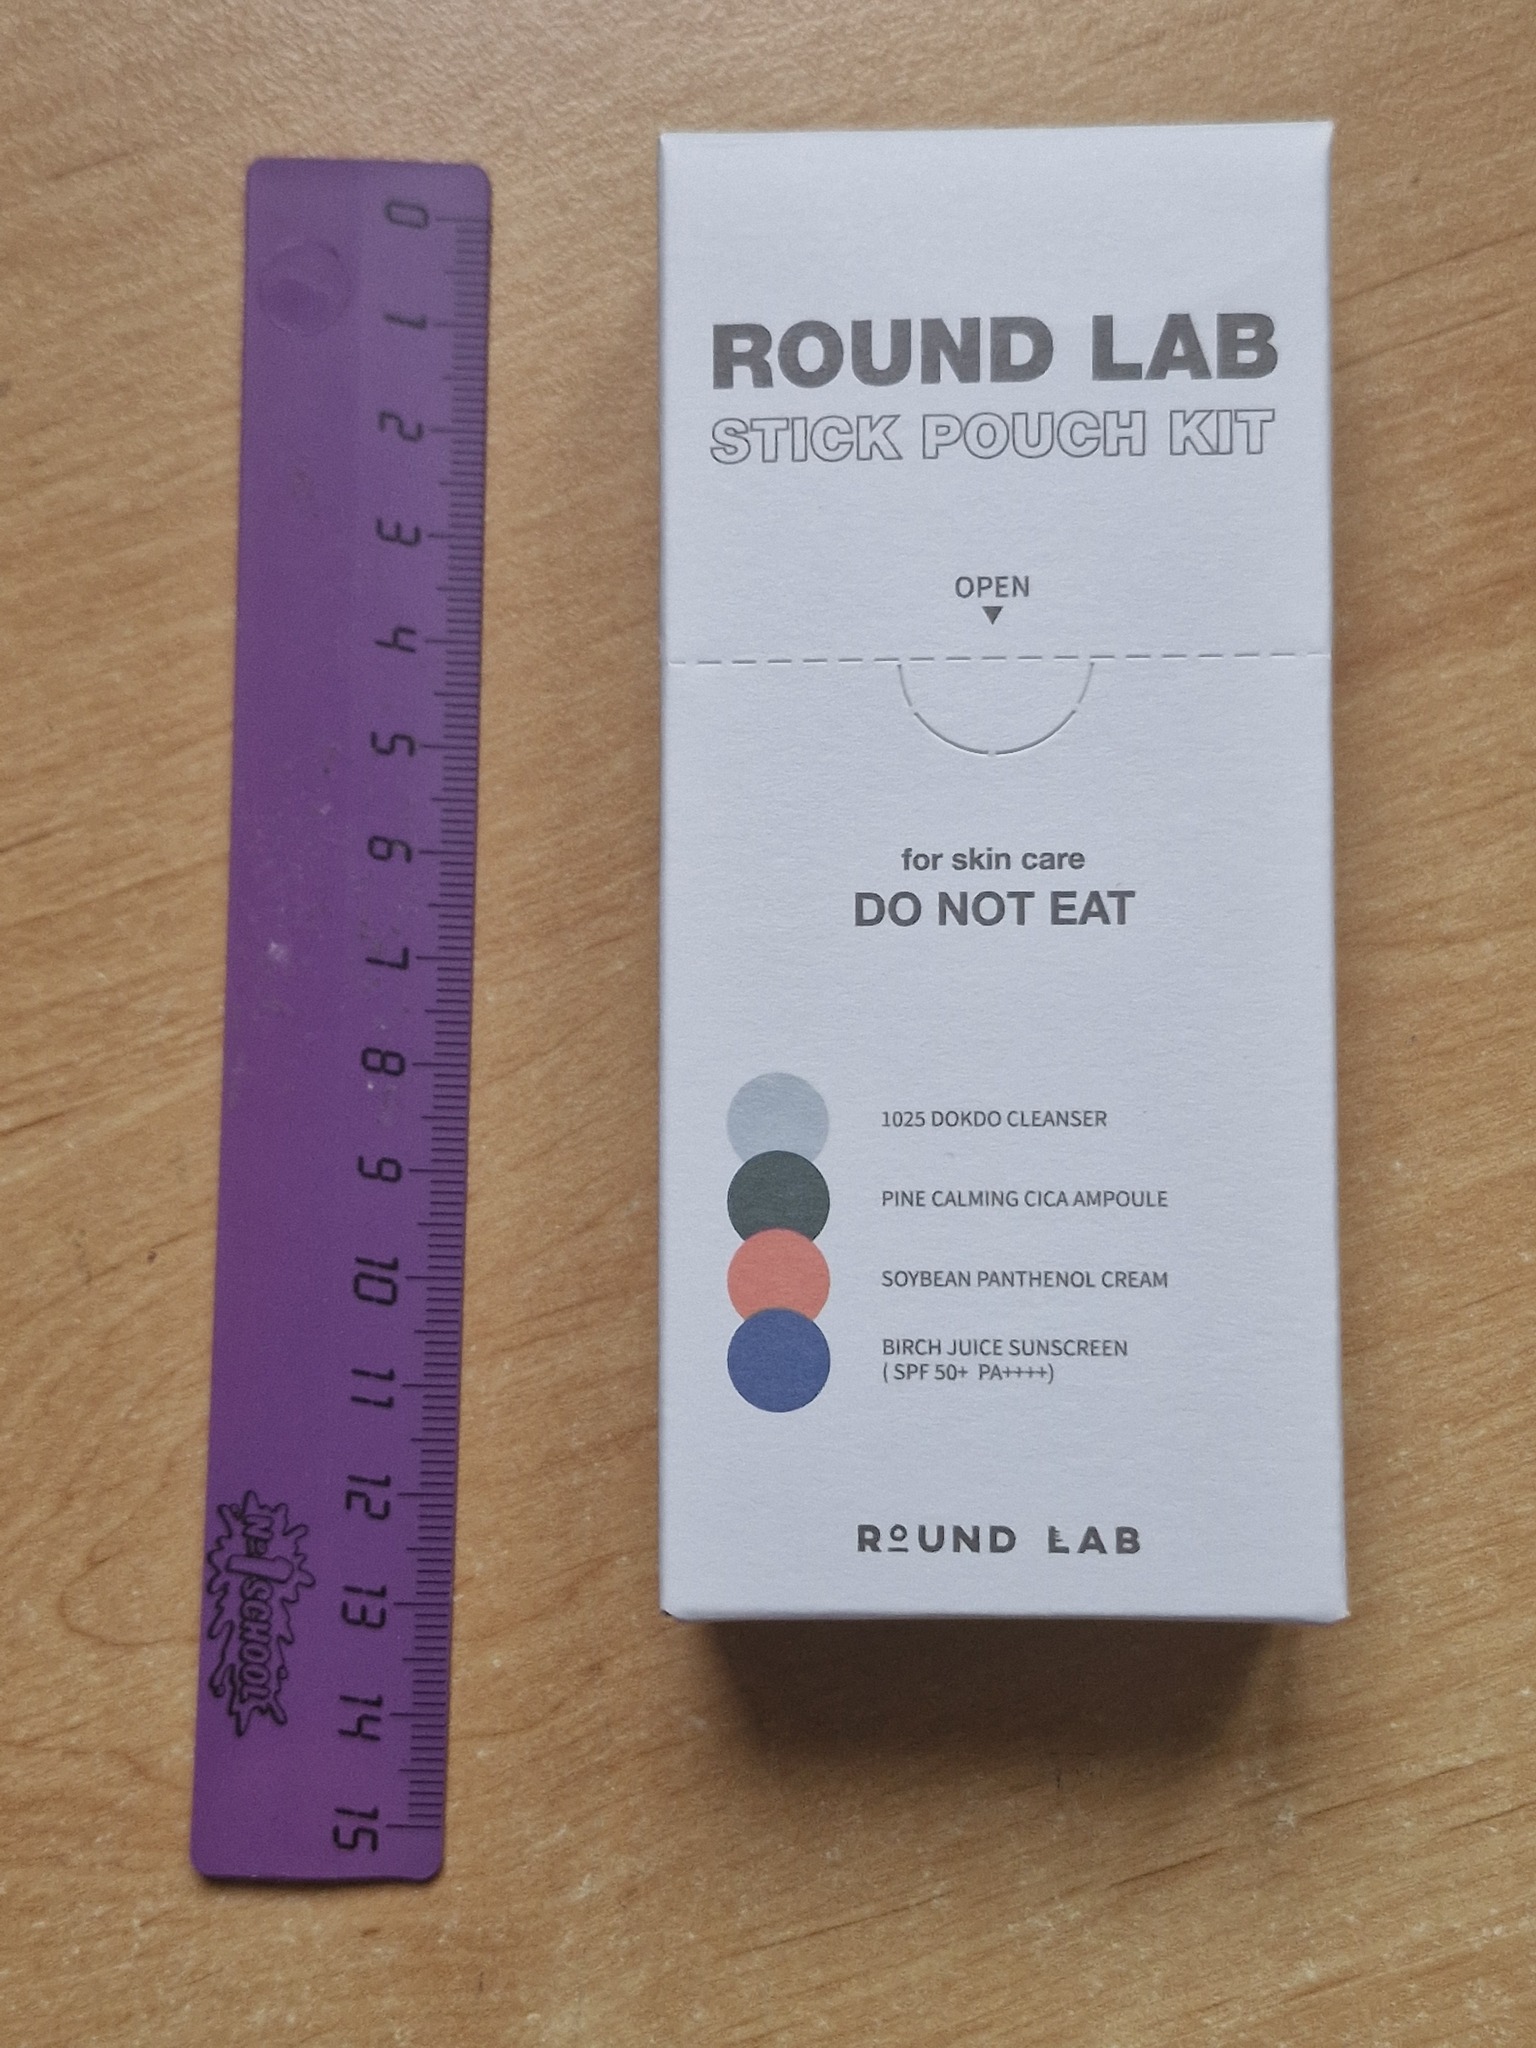 0
1
2
3
4
5
6
7
8
9
10
11
12
13
14
15
IN a
SCHOOL
ROUND LAB
STICK POUCH KIT
OPEN
for skin care
DO NOT EAT
1025 DOKDO CLEANSER
PINE CALMING CICA AMPOULE
SOYBEAN PANTHENOL CREAM
BIRCH JUICE SUNSCREEN
( SPF 50+ PA++++)
ROUND LAB